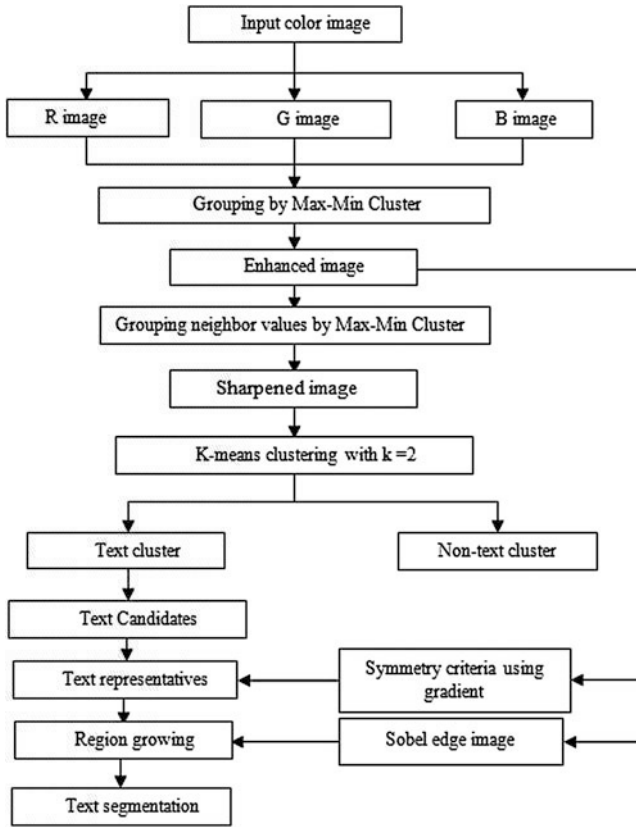 Input color image
R image
G image
B image
Grouping by Max-Min Cluster
Enhanced image
Grouping neighbor values by Max-Min Cluster
Sharpened image
K-means clustering with k =2
Text cluster
Non-text cluster
Text Candidates
Text representatives
Symmetry criteria using
gradient
Region growing
Sobel edge image
Text segmentation